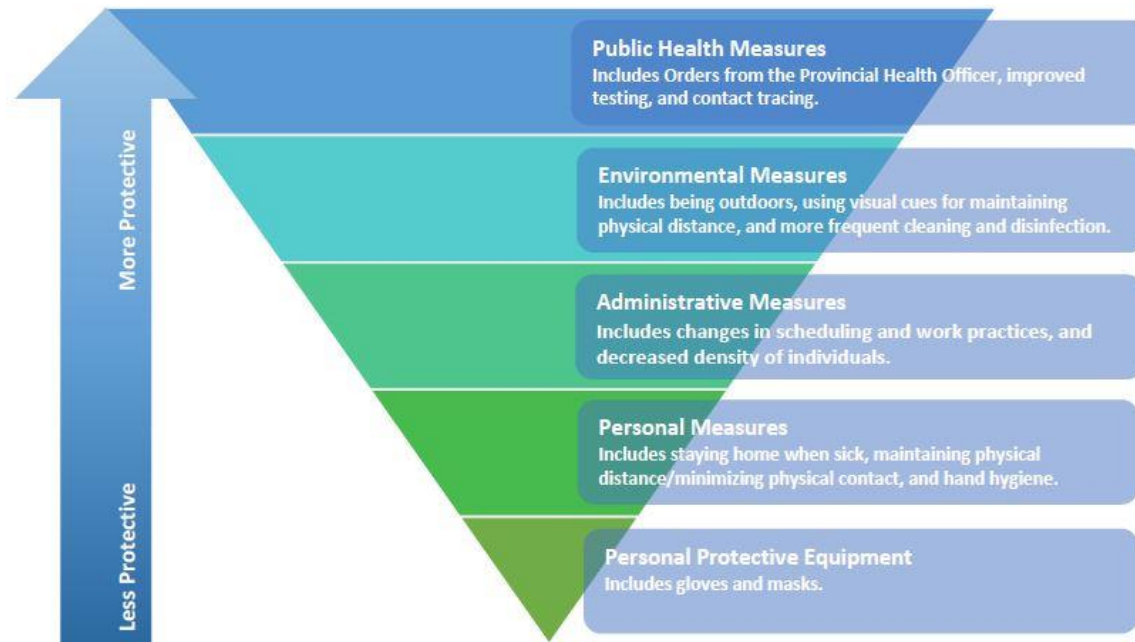 Public Health Measures
Includes Orders from the Provincial Health Officer, improved
testing, and contact tracing.
Environmental Measures
Includes being outdoors, using visual cues for maintaining
physical distance, and more frequent cleaning and disinfection.
Administrative Measures
Includes changes in scheduling and work practices, and
decreased density of individuals.
Personal Measures
Includes staying home when sick, maintaining physical
distance/minimizing physical contact, and hand hygiene.
Personal Protective Equipment
Includes gloves and masks.
More Protective
Less Protective